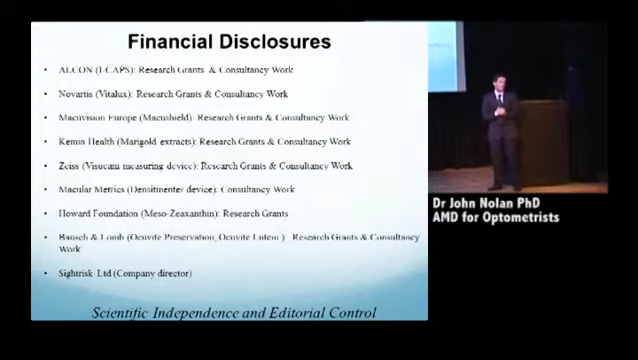 Financial Disclosures
• ALCON (I-CAPS): Research Grants & Consultancy Work
• Novartis (Vitalux): Research Grants & Consultancy Work
• Macuvision Europe (Macushield): Research Grants & Consultancy Work
• Kemin Health (Marigold extracts): Research Grants & Consultancy Work
• Zeiss (Visucam measuring device): Research Grants & Consultancy Work
• Macular Metrics (Densitmenter device): Consultancy Work
• Howard Foundation (Meso-Zeaxanthin): Research Grants
• Bausch & Lomb (Ocuvite Preservation, Ocuvite Lutein ): Research Grants & Consultancy
Work
• Sightrisk Ltd (Company director)
Scientific Independence and Editorial Control
Dr John Nolan PhD
AMD for Optometrists